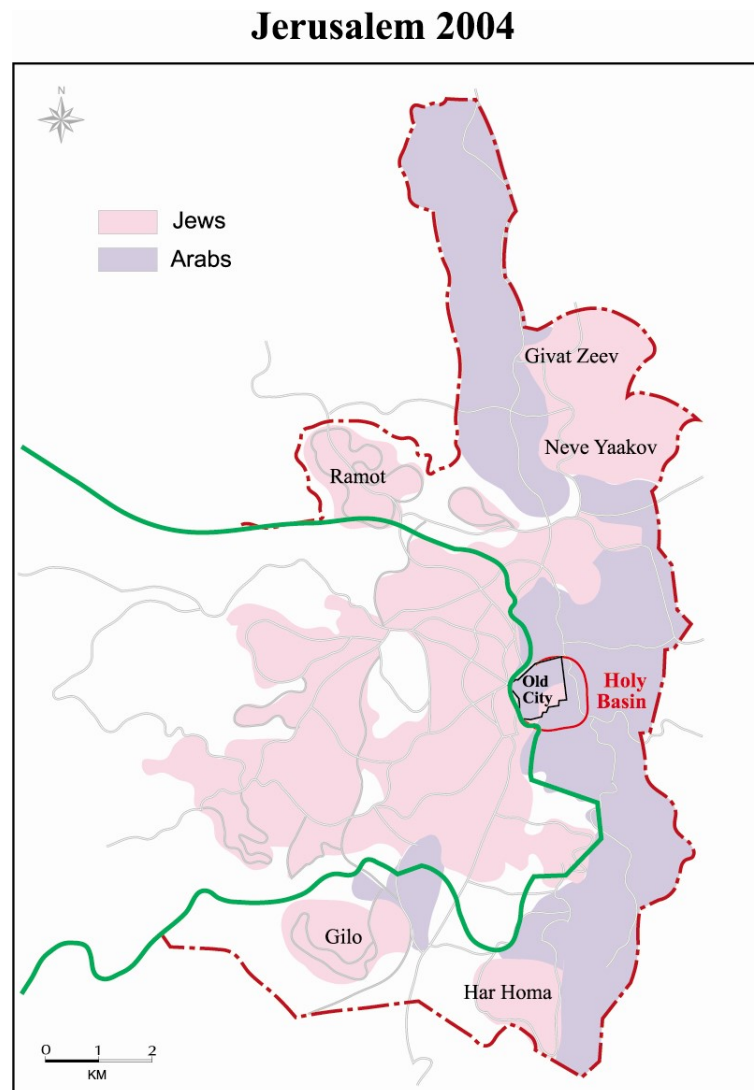 Jerusalem 2004
N
Jews
Arabs
Givat Zeev
Neve Yaakov
Ramot
Old
City
Holy
Basin
Gilo
Har Homa
0 1 2
KM